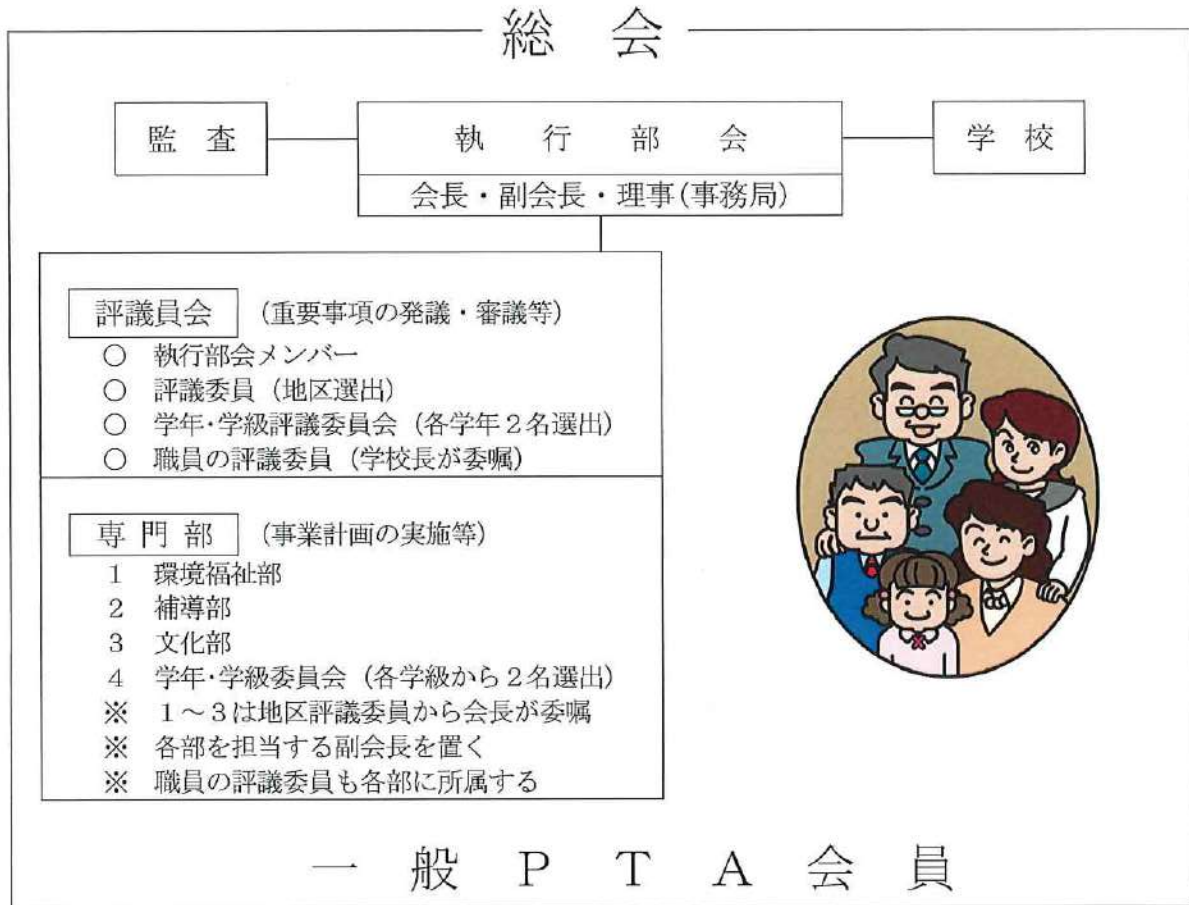 総会
監査
執行部会
学校
会長・副会長・理事(事務局)
評議員会 (重要事項の発議・審議等)
○ 執行部会メンバー
○ 評議委員 (地区選出)
○ 学年・学級評議委員会 (各学年2名選出)
○ 職員の評議委員 (学校長が委嘱)
専門部 (事業計画の実施等)
1 環境福祉部
2 補導部
3 文化部
4 学年・学級委員会 (各学級から2名選出)
※ 1～3は地区評議委員から会長が委嘱
※ 各部を担当する副会長を置く
※ 職員の評議委員も各部に所属する
一般PTA会員